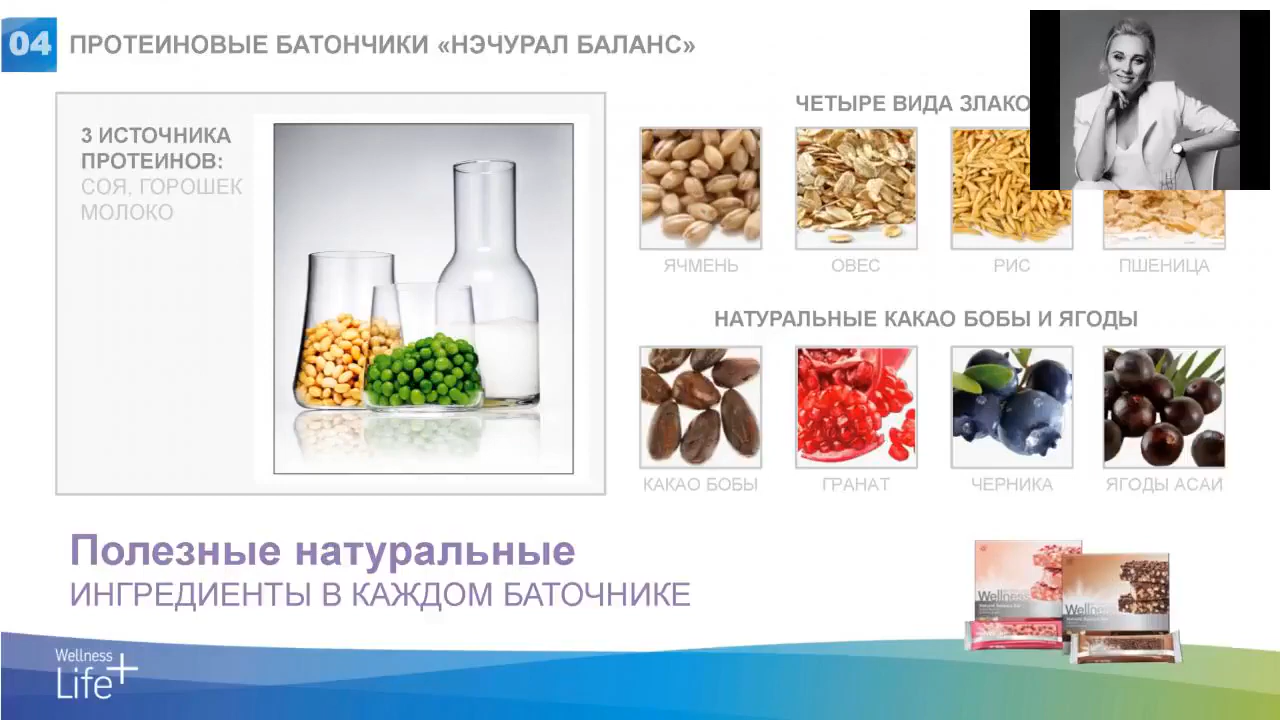 04
ПРОТЕИНОВЫЕ БАТОНЧИКИ «НЭЧУРАЛ БАЛАНС»
3 ИСТОЧНИКА
ПРОТЕИНОВ:
СОЯ, ГОРОШЕК
МОЛОКО
ЧЕТЫРЕ ВИДА
ЯЧМЕНЬ
ОВЕС
РИС
ПШЕНИЦА
НАТУРАЛЬНЫЕ КАКАО БОБЫ И ЯГОДЫ
КАКАО БОБЫ
ГРАНАТ
ЧЕРНИКА
ЯГОДЫ АСАИ
Полезные натуральные
ИНГРЕДИЕНТЫ В КАЖДОМ БАТОЧНИКЕ
Wellness
Wellness
Wellness
Life+